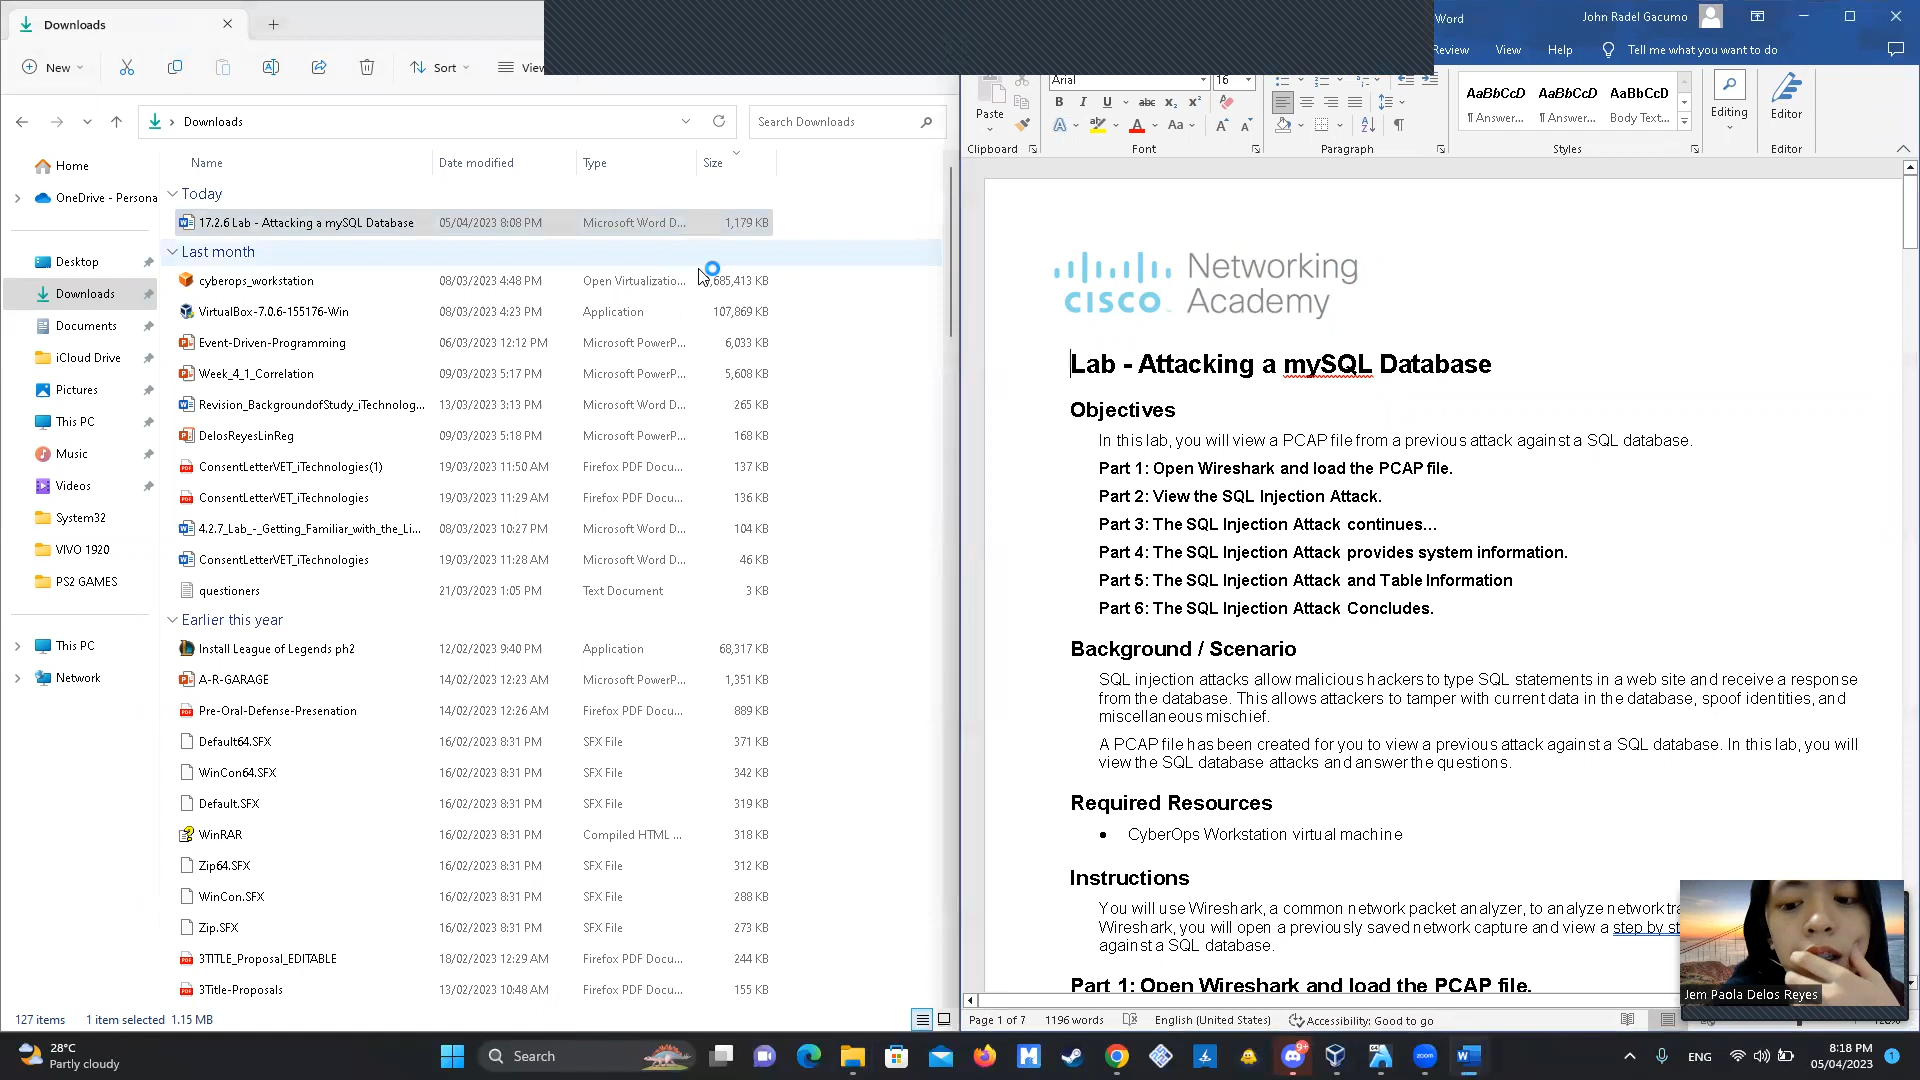 Downloads
New
Sort
View
Downloads
Search Downloads
Name
Date modified
Type
Size
Home
OneDrive - Persona
Desktop
Downloads
Documents
iCloud Drive
Pictures
This PC
Music
Videos
System32
VIVO 1920
PS2 GAMES
This PC
Network
Today
17.2.6 Lab - Attacking a mySQL Database 05/04/2023 8:08 PM Microsoft Word D... 1,179 KB
Last month
cyberops_workstation 08/03/2023 4:48 PM Open Virtualizatio... 685,413 KB
VirtualBox-7.0.6-155176-Win 08/03/2023 4:23 PM Application 107,869 KB
Event-Driven-Programming 06/03/2023 12:12 PM Microsoft PowerP... 6,033 KB
Week_4_1_Correlation 09/03/2023 5:17 PM Microsoft PowerP... 5,608 KB
Revision_BackgroundofStudy_iTechnolog... 13/03/2023 3:13 PM Microsoft Word D... 265 KB
DelosReyesLinReg 09/03/2023 5:18 PM Microsoft PowerP... 168 KB
ConsentLetterVET_iTechnologies(1) 19/03/2023 11:50 AM Firefox PDF Docu... 137 KB
ConsentLetterVET_iTechnologies 19/03/2023 11:29 AM Firefox PDF Docu... 136 KB
4.2.7_Lab_-_Getting_Familiar_with_the_Li... 08/03/2023 10:27 PM Microsoft Word D... 104 KB
ConsentLetterVET_iTechnologies 19/03/2023 11:28 AM Microsoft Word D... 46 KB
questioners 21/03/2023 1:05 PM Text Document 3 KB
Earlier this year
Install League of Legends ph2 12/02/2023 9:40 PM Application 68,317 KB
A-R-GARAGE 14/02/2023 12:23 AM Microsoft PowerP... 1,351 KB
Pre-Oral-Defense-Presenation 14/02/2023 12:26 AM Firefox PDF Docu... 889 KB
Default64.SFX 16/02/2023 8:31 PM SFX File 371 KB
WinCon64.SFX 16/02/2023 8:31 PM SFX File 342 KB
Default.SFX 16/02/2023 8:31 PM SFX File 319 KB
WinRAR 16/02/2023 8:31 PM Compiled HTML ... 318 KB
Zip64.SFX 16/02/2023 8:31 PM SFX File 312 KB
WinCon.SFX 16/02/2023 8:31 PM SFX File 288 KB
Zip.SFX 16/02/2023 8:31 PM SFX File 273 KB
3TITLE_Proposal_EDITABLE 18/02/2023 12:29 AM Firefox PDF Docu... 244 KB
3Title-Proposals 13/02/2023 10:48 AM Firefox PDF Docu... 155 KB
127 items 1 item selected 1.15 MB
Word
John Radel Gacumo
Review View Help Tell me what you want to do
Paste
Arial 16
B I U abc x₂ x²
Aa
AaBbCcD AaBbCcD AaBbCcD
¶ Answer... ¶ Answer... Body Text...
Editing
Editor
Clipboard Font Paragraph Styles Editor
CISCO Networking Academy
Lab - Attacking a mySQL Database
Objectives
In this lab, you will view a PCAP file from a previous attack against a SQL database.
Part 1: Open Wireshark and load the PCAP file.
Part 2: View the SQL Injection Attack.
Part 3: The SQL Injection Attack continues...
Part 4: The SQL Injection Attack provides system information.
Part 5: The SQL Injection Attack and Table Information
Part 6: The SQL Injection Attack Concludes.
Background / Scenario
SQL injection attacks allow malicious hackers to type SQL statements in a web site and receive a response
from the database. This allows attackers to tamper with current data in the database, spoof identities, and
miscellaneous mischief.
A PCAP file has been created for you to view a previous attack against a SQL database. In this lab, you will
view the SQL database attacks and answer the questions.
Required Resources
• CyberOps Workstation virtual machine
Instructions
You will use Wireshark, a common network packet analyzer, to analyze network tra
Wireshark, you will open a previously saved network capture and view a step by st
against a SQL database.
Part 1: Open Wireshark and load the PCAP file.
Jem Paola Delos Reyes
Page 1 of 7 1196 words English (United States) Accessibility: Good to go
28°C
Partly cloudy
Search
zoom
9+
ENG
8:18 PM
05/04/2023
1